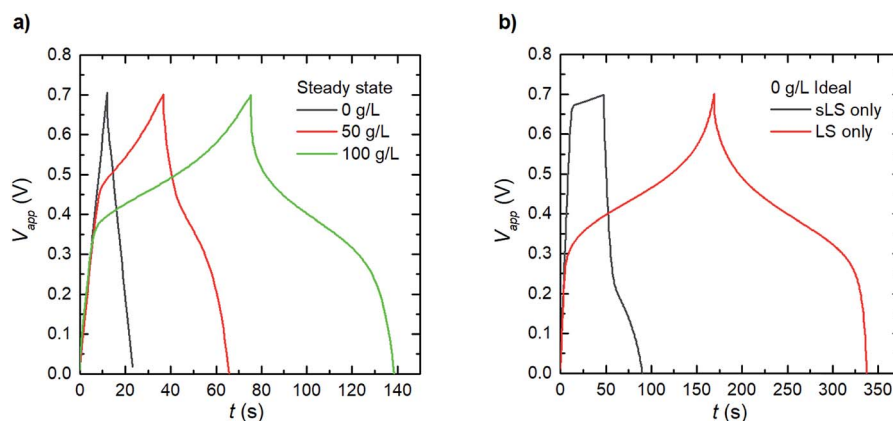 a)
0.8
0.7
0.6
0.5
0.4
0.3
0.2
0.1
0.0
V_app (V)
Steady state
0 g/L
50 g/L
100 g/L
0 20 40 60 80 100 120 140
t (s)
b)
0.8
0.7
0.6
0.5
0.4
0.3
0.2
0.1
0.0
V_app (V)
0 g/L Ideal
sLS only
LS only
0 50 100 150 200 250 300 350
t (s)